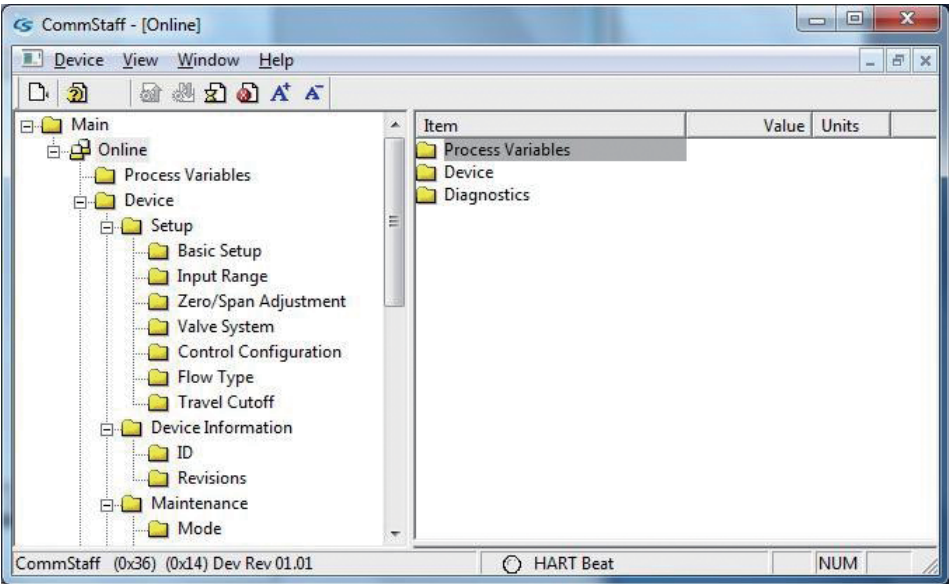 CommStaff - [Online]
Device View Window Help
A+ A-
Main
Online
Process Variables
Device
Setup
Basic Setup
Input Range
Zero/Span Adjustment
Valve System
Control Configuration
Flow Type
Travel Cutoff
Device Information
ID
Revisions
Maintenance
Mode
Item Value Units
Process Variables
Device
Diagnostics
CommStaff (0x36) (0x14) Dev Rev 01.01 HART Beat NUM